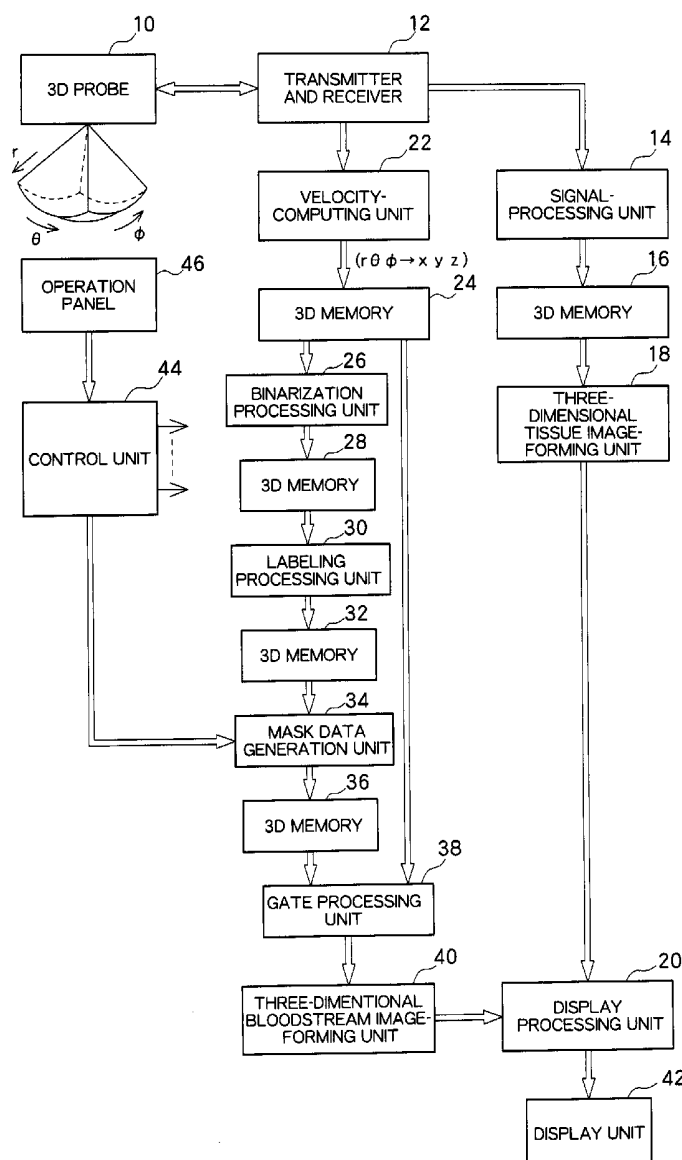 10
3D PROBE
12
TRANSMITTER
AND RECEIVER
r
θ
φ
22
VELOCITY-
COMPUTING UNIT
14
SIGNAL-
PROCESSING UNIT
(r θ φ→x y z)
46
OPERATION
PANEL
24
3D MEMORY
16
3D MEMORY
26
BINARIZATION
PROCESSING UNIT
18
THREE-
DIMENSIONAL
TISSUE IMAGE-
FORMING UNIT
44
CONTROL UNIT
28
3D MEMORY
30
LABELING
PROCESSING UNIT
32
3D MEMORY
34
MASK DATA
GENERATION UNIT
36
3D MEMORY
38
GATE PROCESSING
UNIT
40
THREE-DIMENTIONAL
BLOODSTREAM IMAGE-
FORMING UNIT
20
DISPLAY
PROCESSING UNIT
42
DISPLAY UNIT